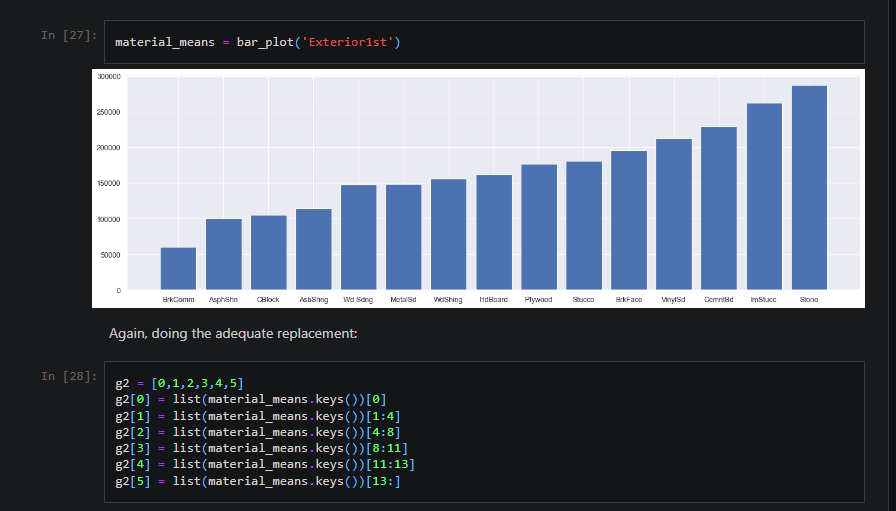 In [27]:
material_means = bar_plot('Exterior1st')
300000
250000
200000
150000
100000
50000
0
BrkComm AsphShn CBlock AsbShng Wd Sdng MetalSd WdShing HdBoard Plywood Stucco BrkFace VinylSd CemntBd ImStucc Stone
Again, doing the adequate replacement:
In [28]:
g2 = [0,1,2,3,4,5]
g2[0] = list(material_means.keys())[0]
g2[1] = list(material_means.keys())[1:4]
g2[2] = list(material_means.keys())[4:8]
g2[3] = list(material_means.keys())[8:11]
g2[4] = list(material_means.keys())[11:13]
g2[5] = list(material_means.keys())[13:]